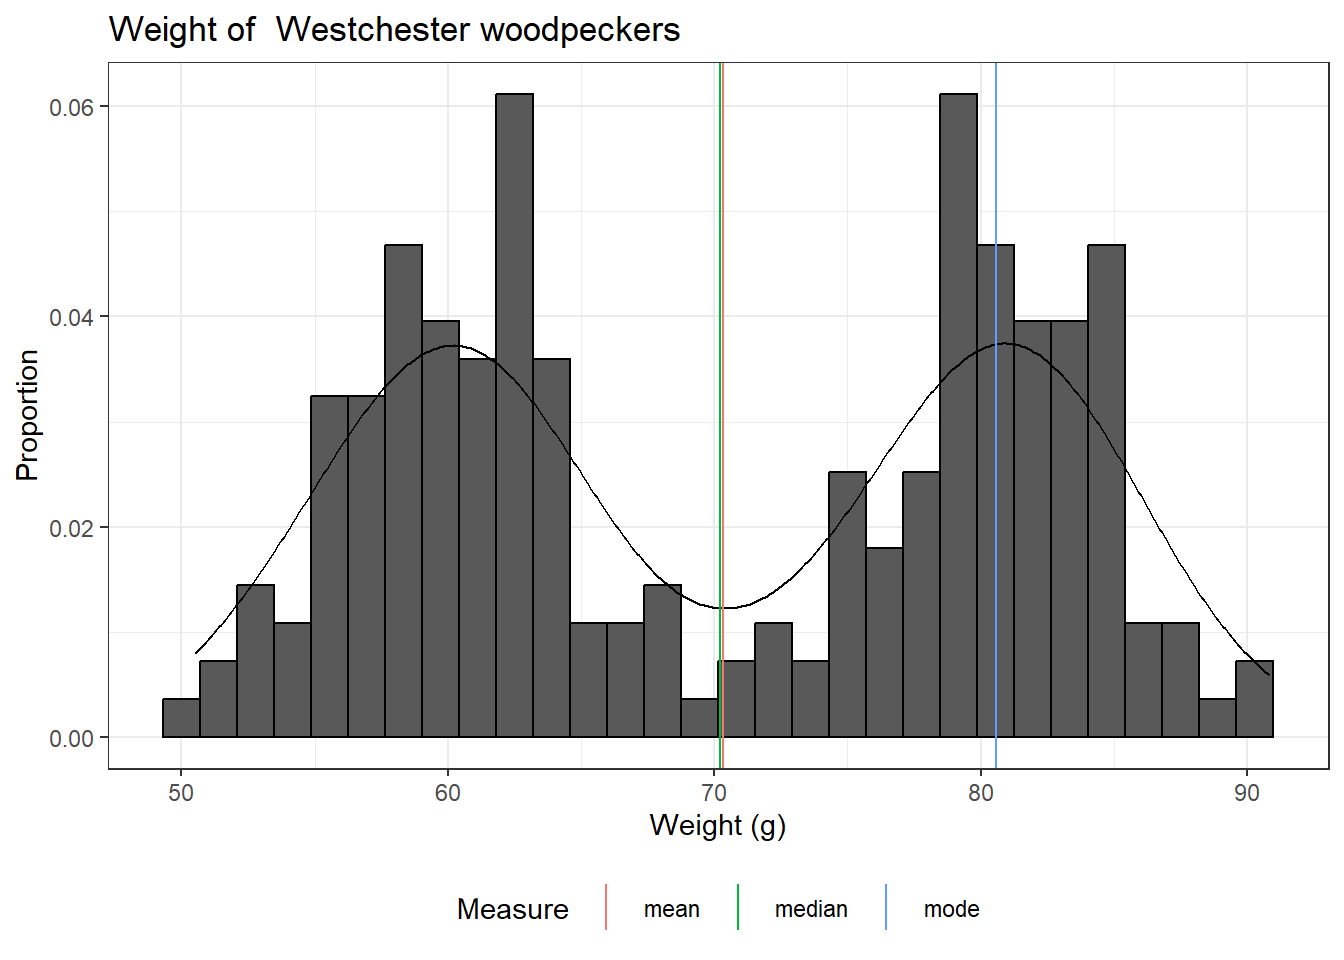 Weight of  Westchester woodpeckers
0.06
0.04
0.02
0.00
Proportion
50 60 70 80 90
Weight (g)
Measure mean median mode